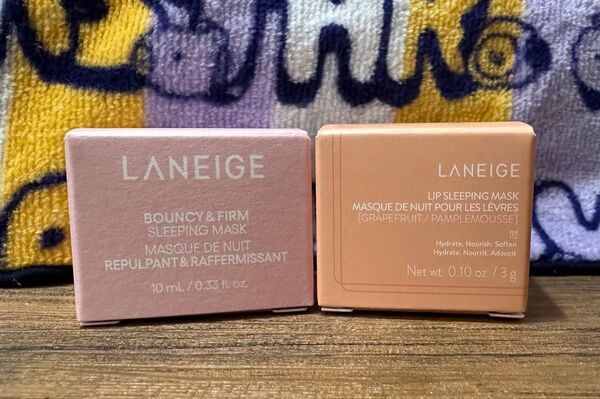 LANEIGE
BOUNCY & FIRM
SLEEPING MASK
MASQUE DE NUIT
REPULPANT & RAFFERMISSANT
10 mL / 0.33 fl. oz.
LANEIGE
LIP SLEEPING MASK
MASQUE DE NUIT POUR LES LÈVRES
[GRAPEFRUIT / PAMPLEMOUSSE]
Hydrate. Nourish. Soften
Hydrate. Nourrit. Adoucit
Net wt. 0.10 oz. / 3 g